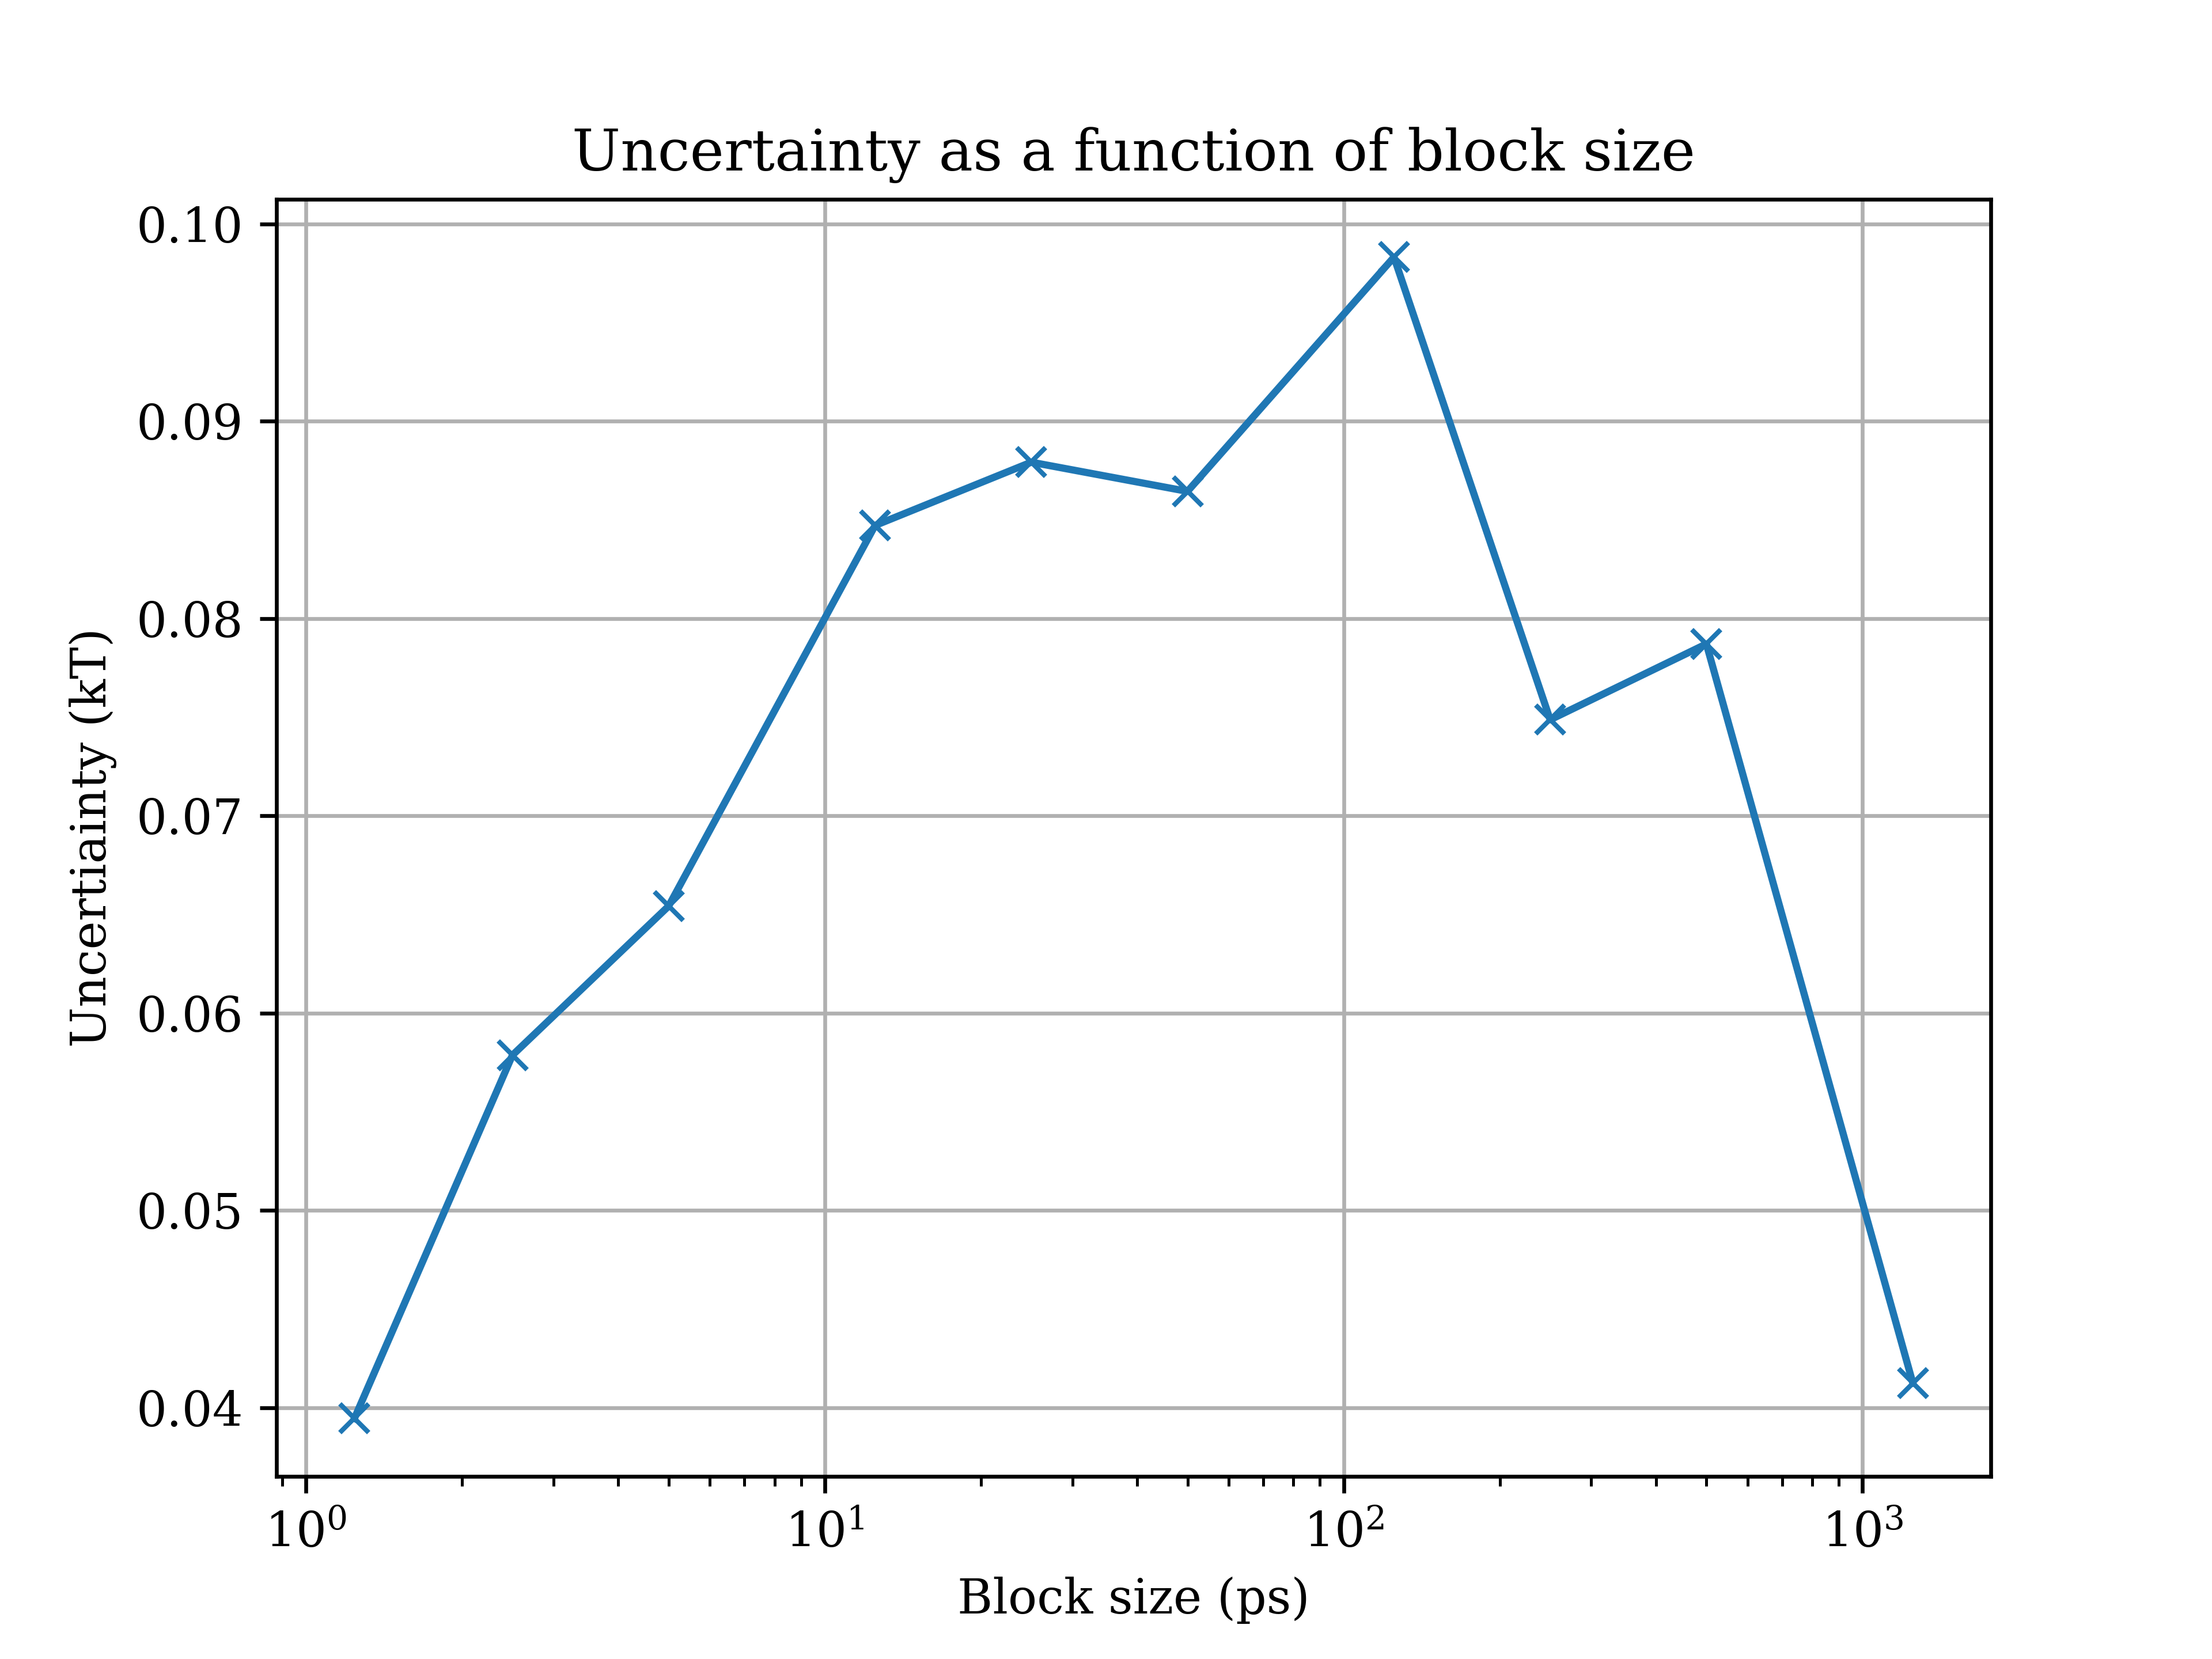 Uncertainty as a function of block size
0.10
0.09
0.08
0.07
0.06
0.05
0.04
Uncertiainty (kT)
10⁰ 10¹ 10² 10³
Block size (ps)